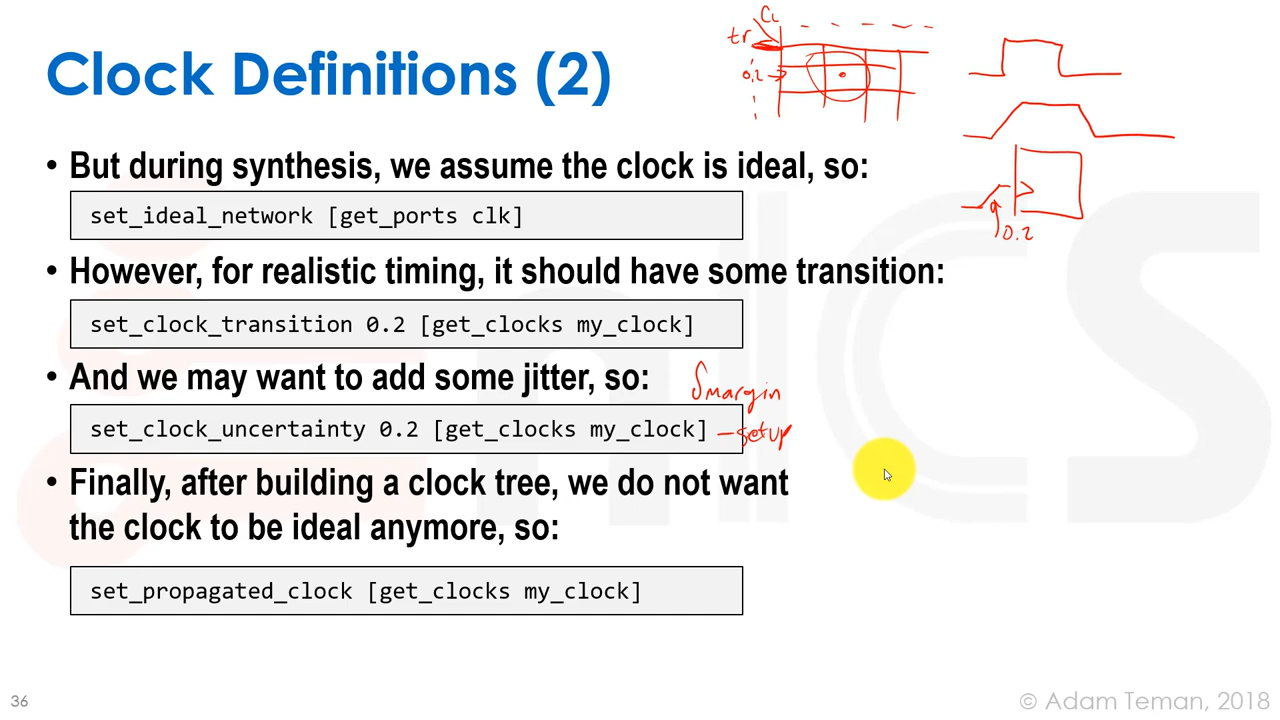 Clock Definitions (2)
CL
tr
0.2
• But during synthesis, we assume the clock is ideal, so:
set_ideal_network [get_ports clk]
0.2
• However, for realistic timing, it should have some transition:
set_clock_transition 0.2 [get_clocks my_clock]
• And we may want to add some jitter, so:
δmargin
set_clock_uncertainty 0.2 [get_clocks my_clock] -setup
• Finally, after building a clock tree, we do not want
the clock to be ideal anymore, so:
set_propagated_clock [get_clocks my_clock]
36
© Adam Teman, 2018